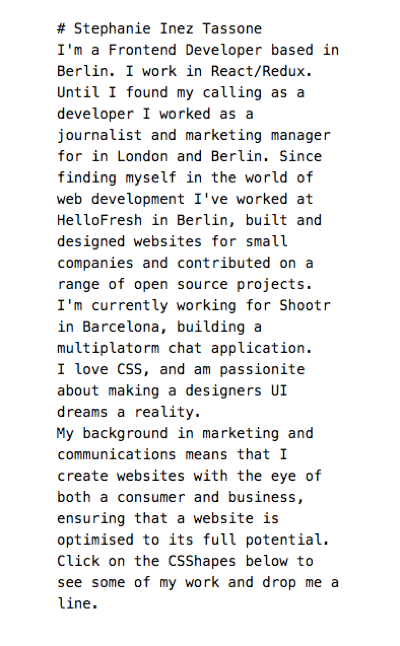 # Stephanie Inez Tassone
I'm a Frontend Developer based in
Berlin. I work in React/Redux.
Until I found my calling as a
developer I worked as a
journalist and marketing manager
for in London and Berlin. Since
finding myself in the world of
web development I've worked at
HelloFresh in Berlin, built and
designed websites for small
companies and contributed on a
range of open source projects.
I'm currently working for Shootr
in Barcelona, building a
multiplatorm chat application.
I love CSS, and am passionite
about making a designers UI
dreams a reality.
My background in marketing and
communications means that I
create websites with the eye of
both a consumer and business,
ensuring that a website is
optimised to its full potential.
Click on the CSShapes below to
see some of my work and drop me a
line.